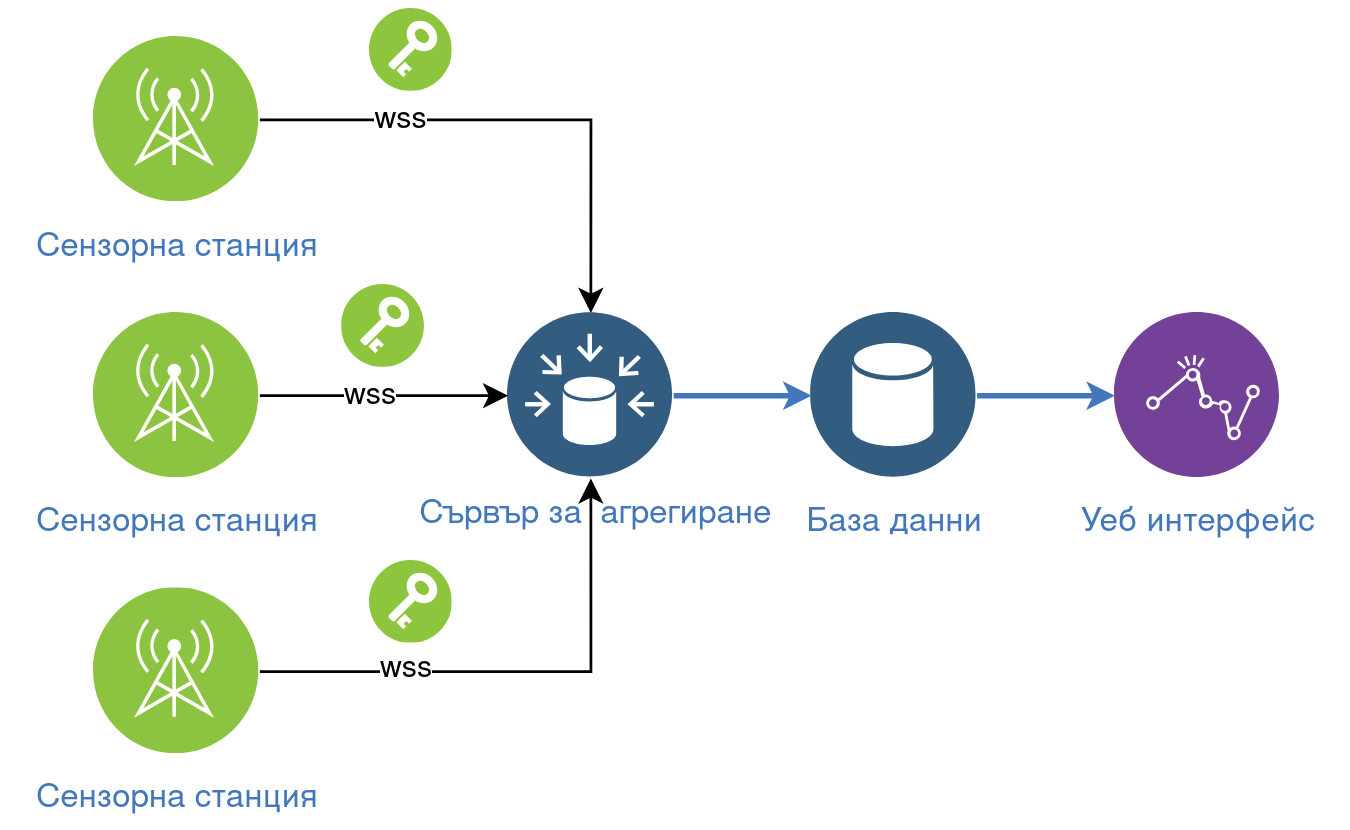 wss
Сензорна станция
wss
Сензорна станция
Сървър за агрегиране
База данни
Уеб интерфейс
wss
Сензорна станция